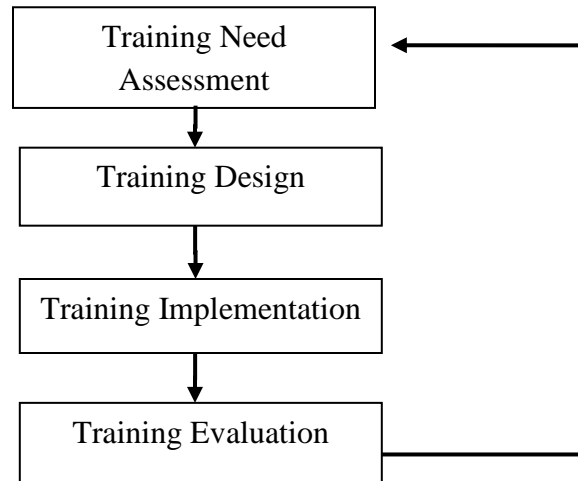 Training Need
Assessment
Training Design
Training Implementation
Training Evaluation